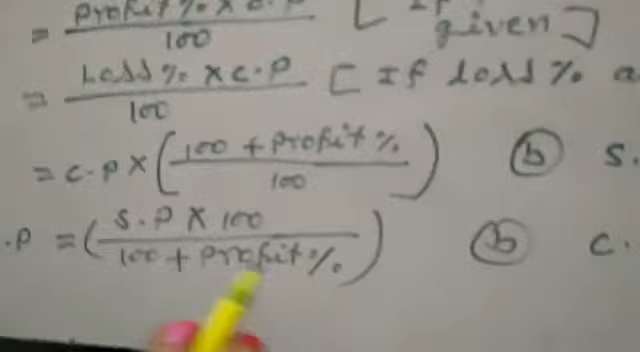 = Profit % x c.p / 100 [ If
given ]
= Loss % x c.p / 100 [ If loss % a
= c.p x ( 100 + Profit % / 100 ) (b) s.
.p = ( s.p x 100 / 100 + Profit % ) (b) c.